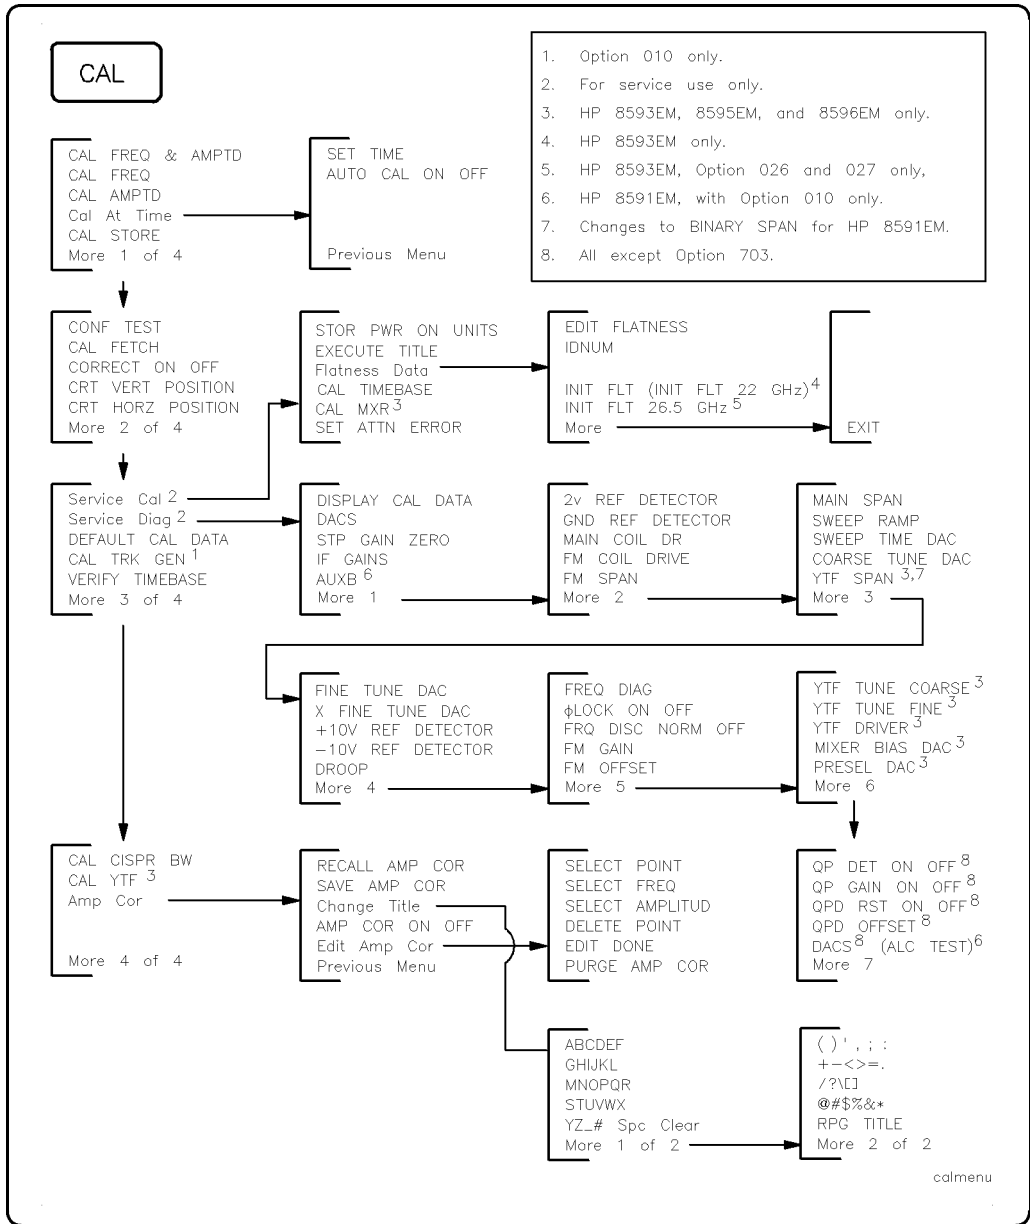 CAL
1. Option 010 only.
2. For service use only.
3. HP 8593EM, 8595EM, and 8596EM only.
4. HP 8593EM only.
5. HP 8593EM, Option 026 and 027 only,
6. HP 8591EM, with Option 010 only.
7. Changes to BINARY SPAN for HP 8591EM.
8. All except Option 703.
CAL FREQ & AMPTD
CAL FREQ
CAL AMPTD
Cal At Time
CAL STORE
More 1 of 4
SET TIME
AUTO CAL ON OFF
Previous Menu
CONF TEST
CAL FETCH
CORRECT ON OFF
CRT VERT POSITION
CRT HORZ POSITION
More 2 of 4
STOR PWR ON UNITS
EXECUTE TITLE
Flatness Data
CAL TIMEBASE
CAL MXR 3
SET ATTN ERROR
EDIT FLATNESS
IDNUM
INIT FLT (INIT FLT 22 GHz) 4
INIT FLT 26.5 GHz 5
More
EXIT
Service Cal 2
Service Diag 2
DEFAULT CAL DATA
CAL TRK GEN 1
VERIFY TIMEBASE
More 3 of 4
DISPLAY CAL DATA
DACS
STP GAIN ZERO
IF GAINS
AUXB 6
More 1
2v REF DETECTOR
GND REF DETECTOR
MAIN COIL DR
FM COIL DRIVE
FM SPAN
More 2
MAIN SPAN
SWEEP RAMP
SWEEP TIME DAC
COARSE TUNE DAC
YTF SPAN 3,7
More 3
FINE TUNE DAC
X FINE TUNE DAC
+10V REF DETECTOR
-10V REF DETECTOR
DROOP
More 4
FREQ DIAG
ϕLOCK ON OFF
FRQ DISC NORM OFF
FM GAIN
FM OFFSET
More 5
YTF TUNE COARSE 3
YTF TUNE FINE 3
YTF DRIVER 3
MIXER BIAS DAC 3
PRESEL DAC 3
More 6
CAL CISPR BW
CAL YTF 3
Amp Cor
More 4 of 4
RECALL AMP COR
SAVE AMP COR
Change Title
AMP COR ON OFF
Edit Amp Cor
Previous Menu
SELECT POINT
SELECT FREQ
SELECT AMPLITUD
DELETE POINT
EDIT DONE
PURGE AMP COR
QP DET ON OFF 8
QP GAIN ON OFF 8
QPD RST ON OFF 8
QPD OFFSET 8
DACS 8 (ALC TEST) 6
More 7
ABCDEF
GHIJKL
MNOPQR
STUVWX
YZ_# Spc Clear
More 1 of 2
( ) ' , ; :
+-<>=.
/?\[]
@#$%&*
RPG TITLE
More 2 of 2
calmenu